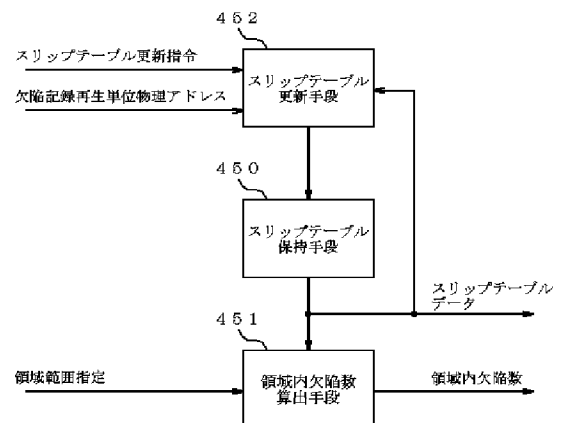 ４５２
スリップテーブル更新指令
スリップテーブル
更新手段
欠陥記録再生単位物理アドレス
４５０
スリップテーブル
保持手段
スリップテーブル
データ
４５１
領域範囲指定
領域内欠陥数
算出手段
領域内欠陥数